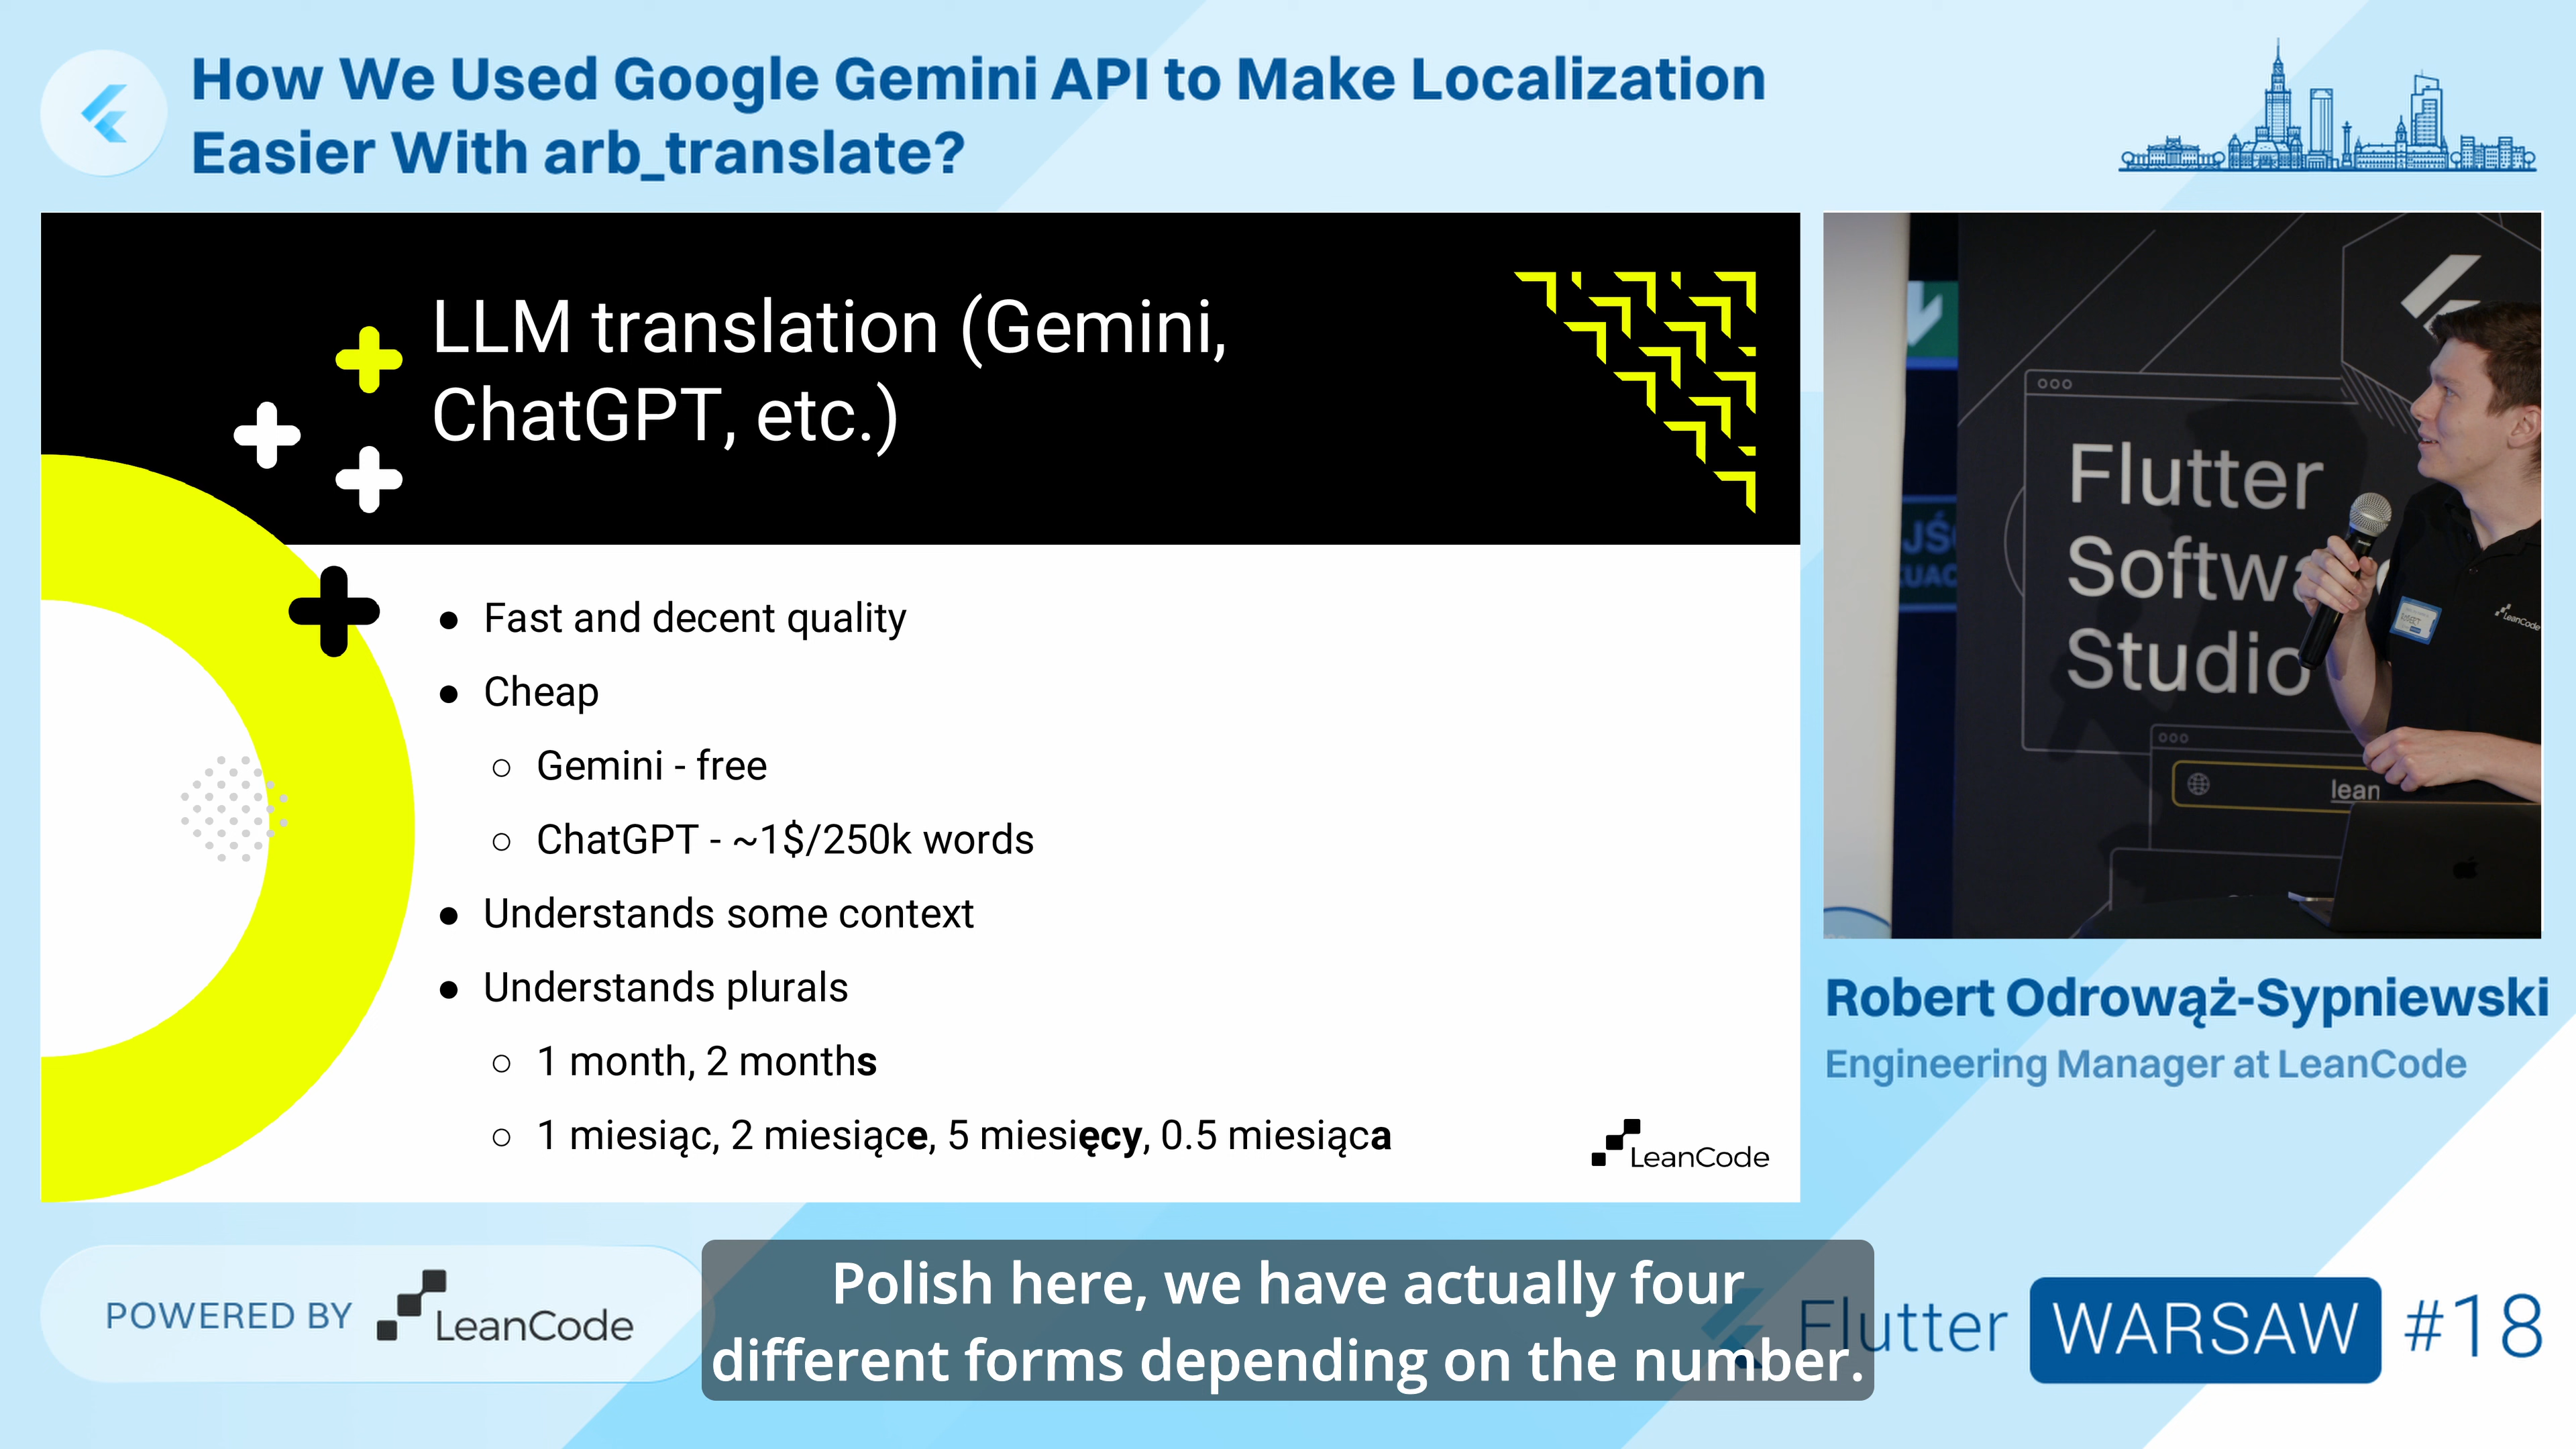 How We Used Google Gemini API to Make Localization
Easier With arb_translate?
LLM translation (Gemini,
ChatGPT, etc.)
● Fast and decent quality
● Cheap
○ Gemini - free
○ ChatGPT - ~1$/250k words
● Understands some context
● Understands plurals
○ 1 month, 2 months
○ 1 miesiąc, 2 miesiące, 5 miesięcy, 0.5 miesiąca
LeanCode
Flutter
Softwa
Studio
lean
LeanCode
Robert Odrowąż-Sypniewski
Engineering Manager at LeanCode
POWERED BY LeanCode
Polish here, we have actually four
different forms depending on the number.
Flutter WARSAW #18